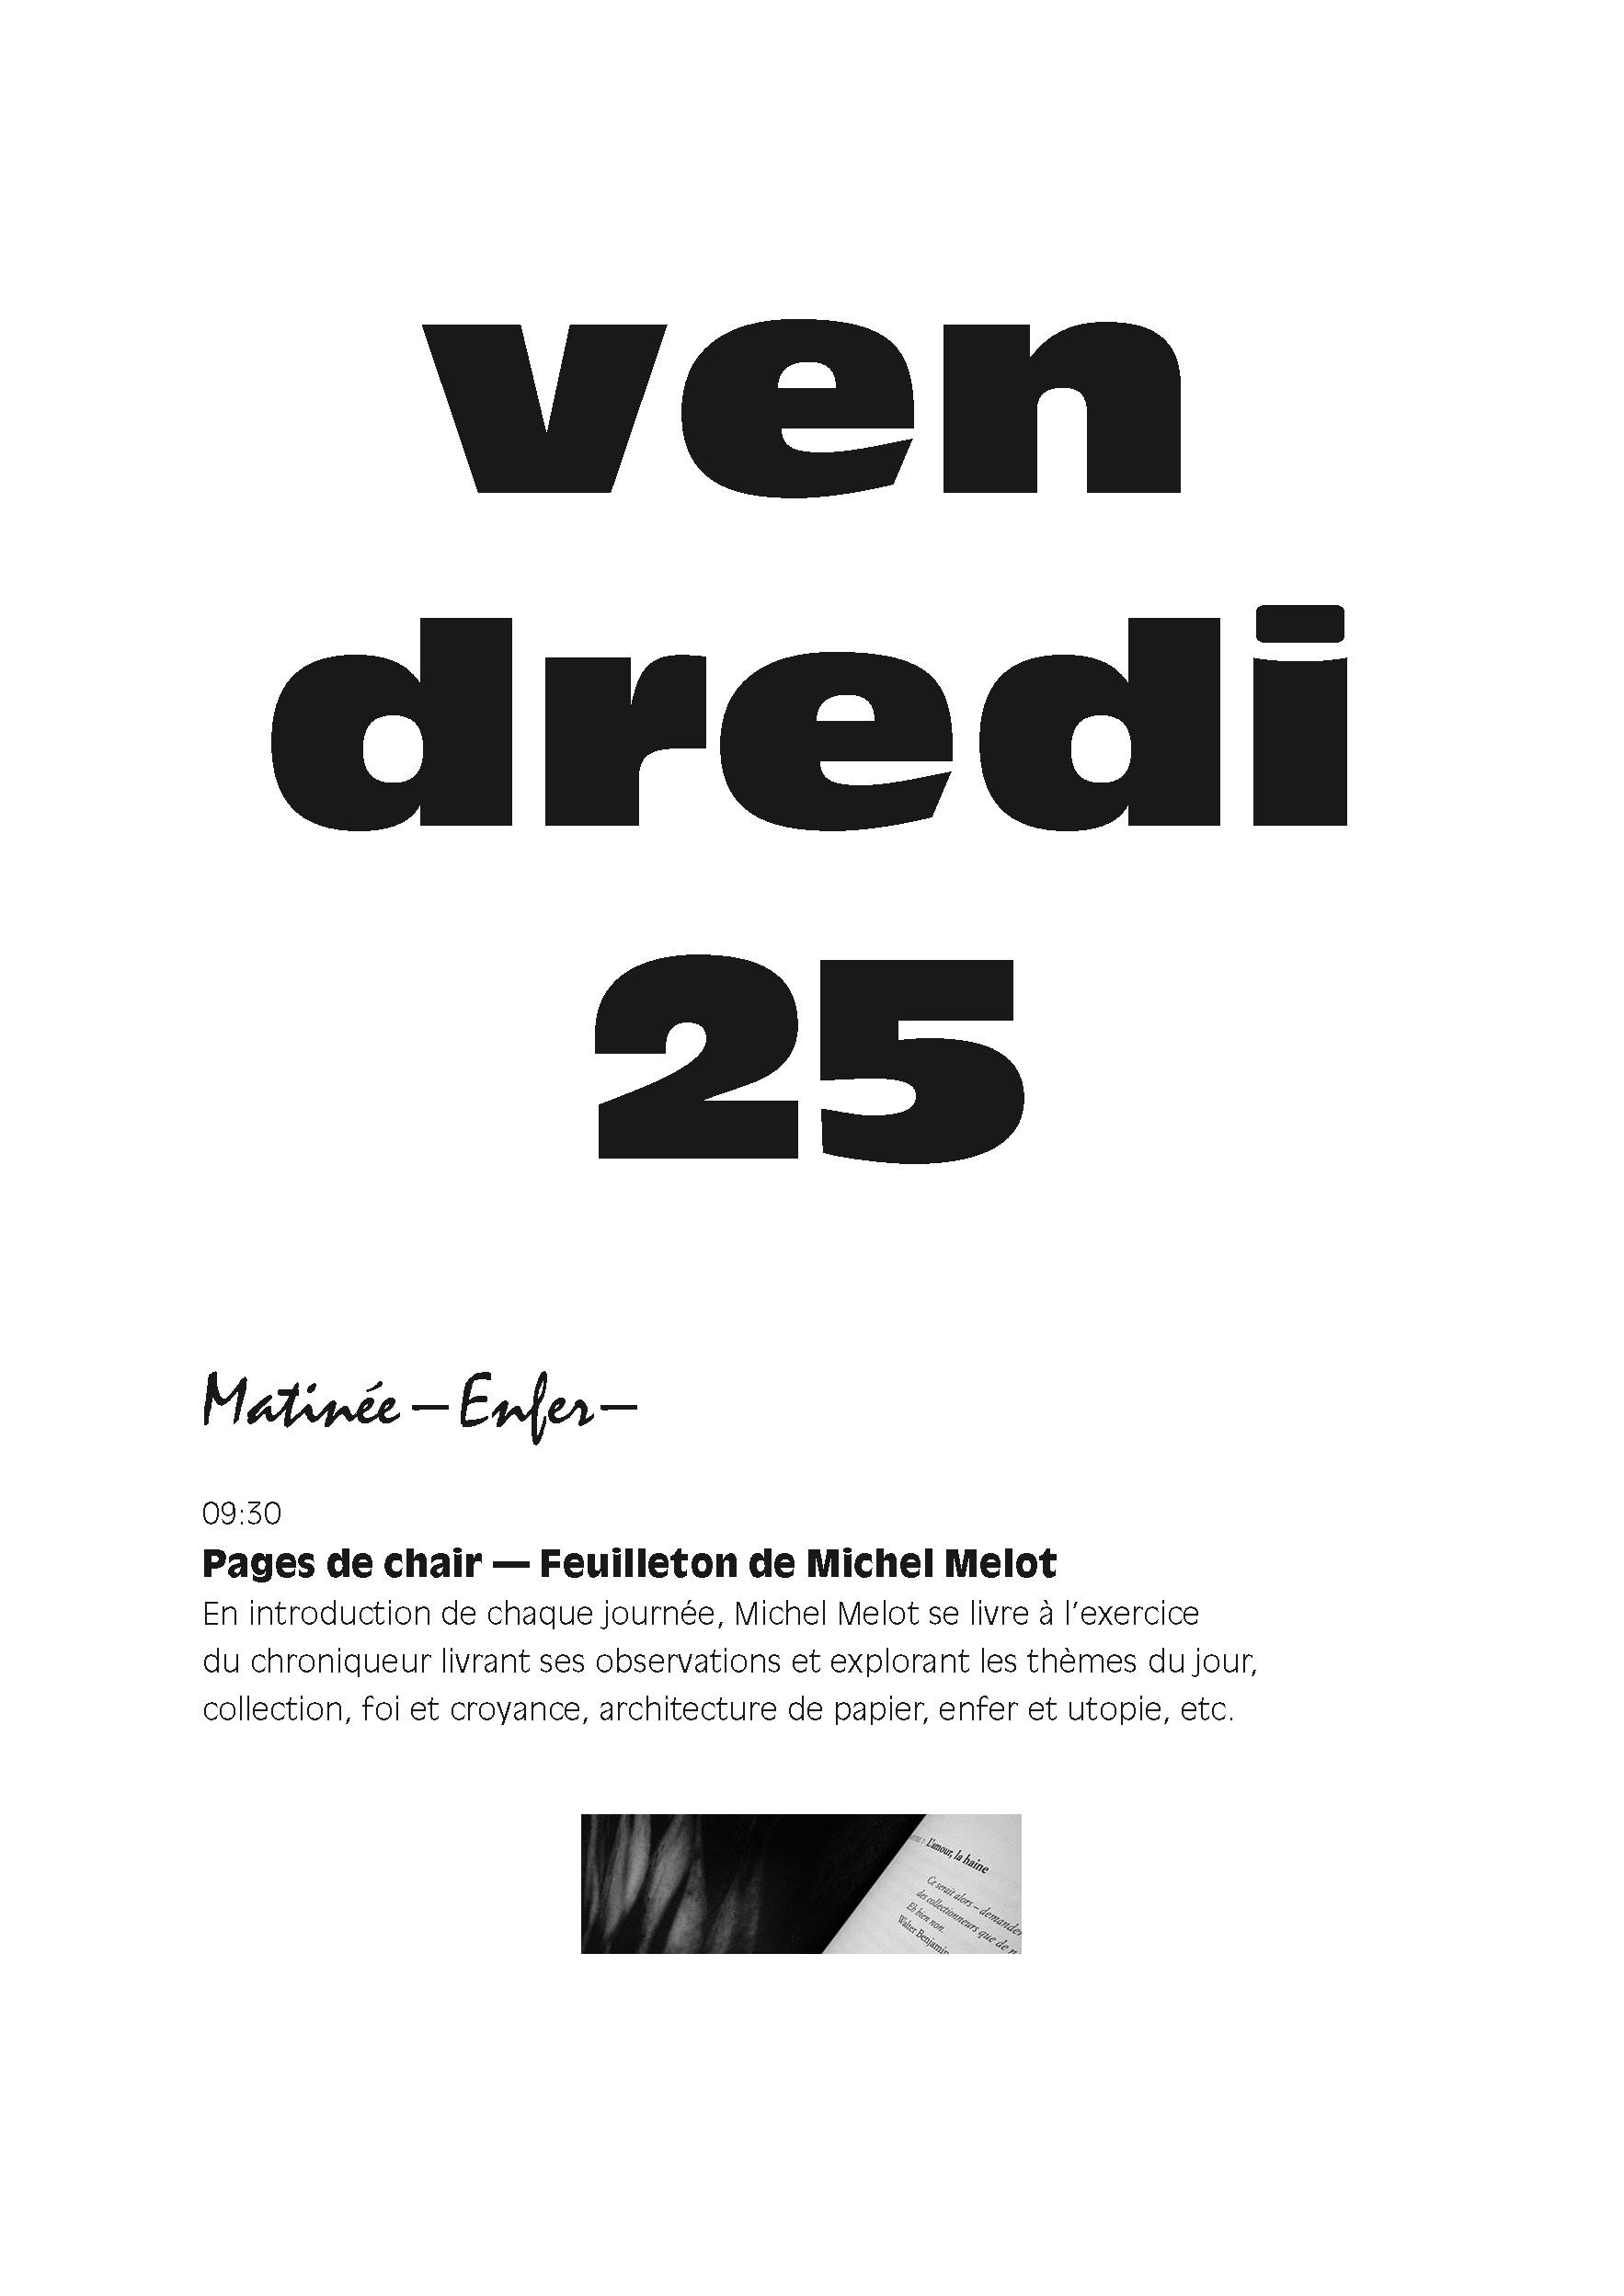 ven
dredi
25
Matinée – Enfer –
09:30
Pages de chair — Feuilleton de Michel Melot
En introduction de chaque journée, Michel Melot se livre à l’exercice
du chroniqueur livrant ses observations et explorant les thèmes du jour,
collection, foi et croyance, architecture de papier, enfer et utopie, etc.
L'amour, la haine
Ce serait alors – demander
des collectionneurs que de
Eh bien non,
Walter Benjamin